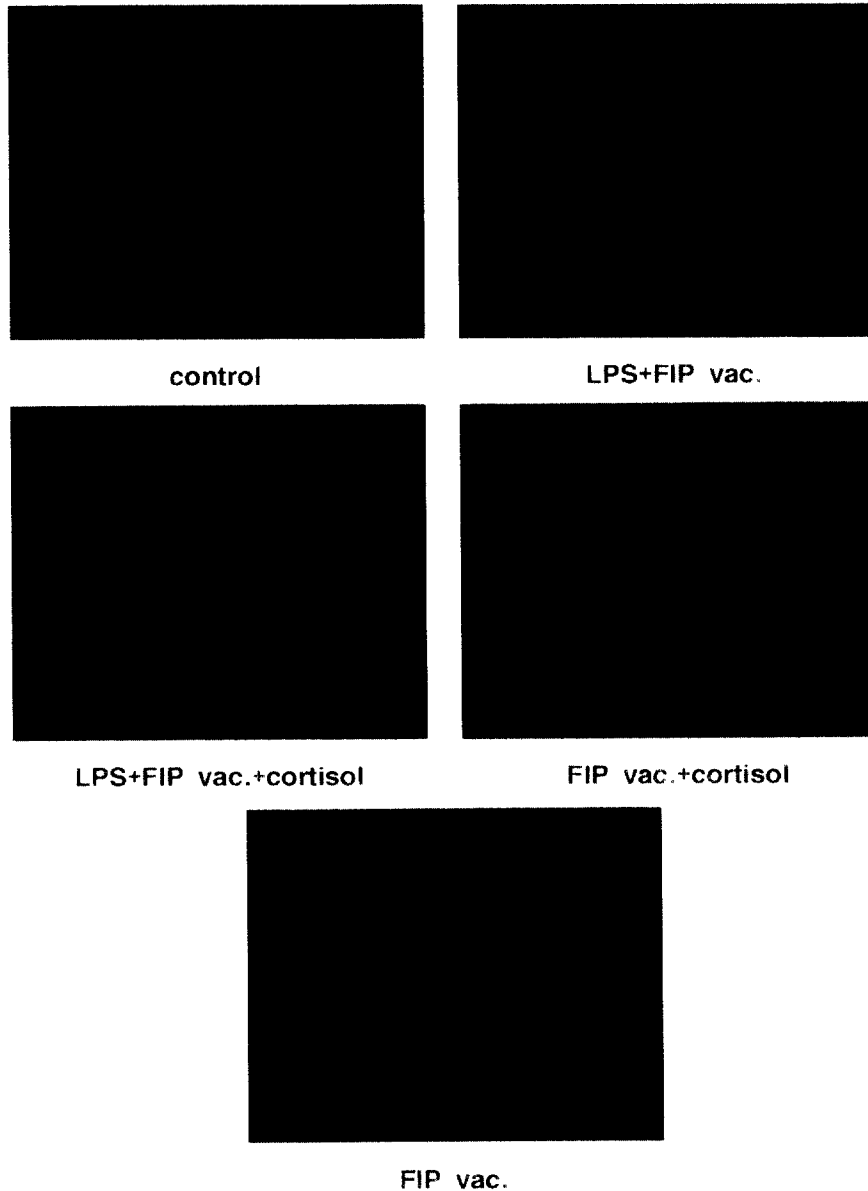 control
LPS+FIP vac.
LPS+FIP vac.+cortisol
FIP vac.+cortisol
FIP vac.